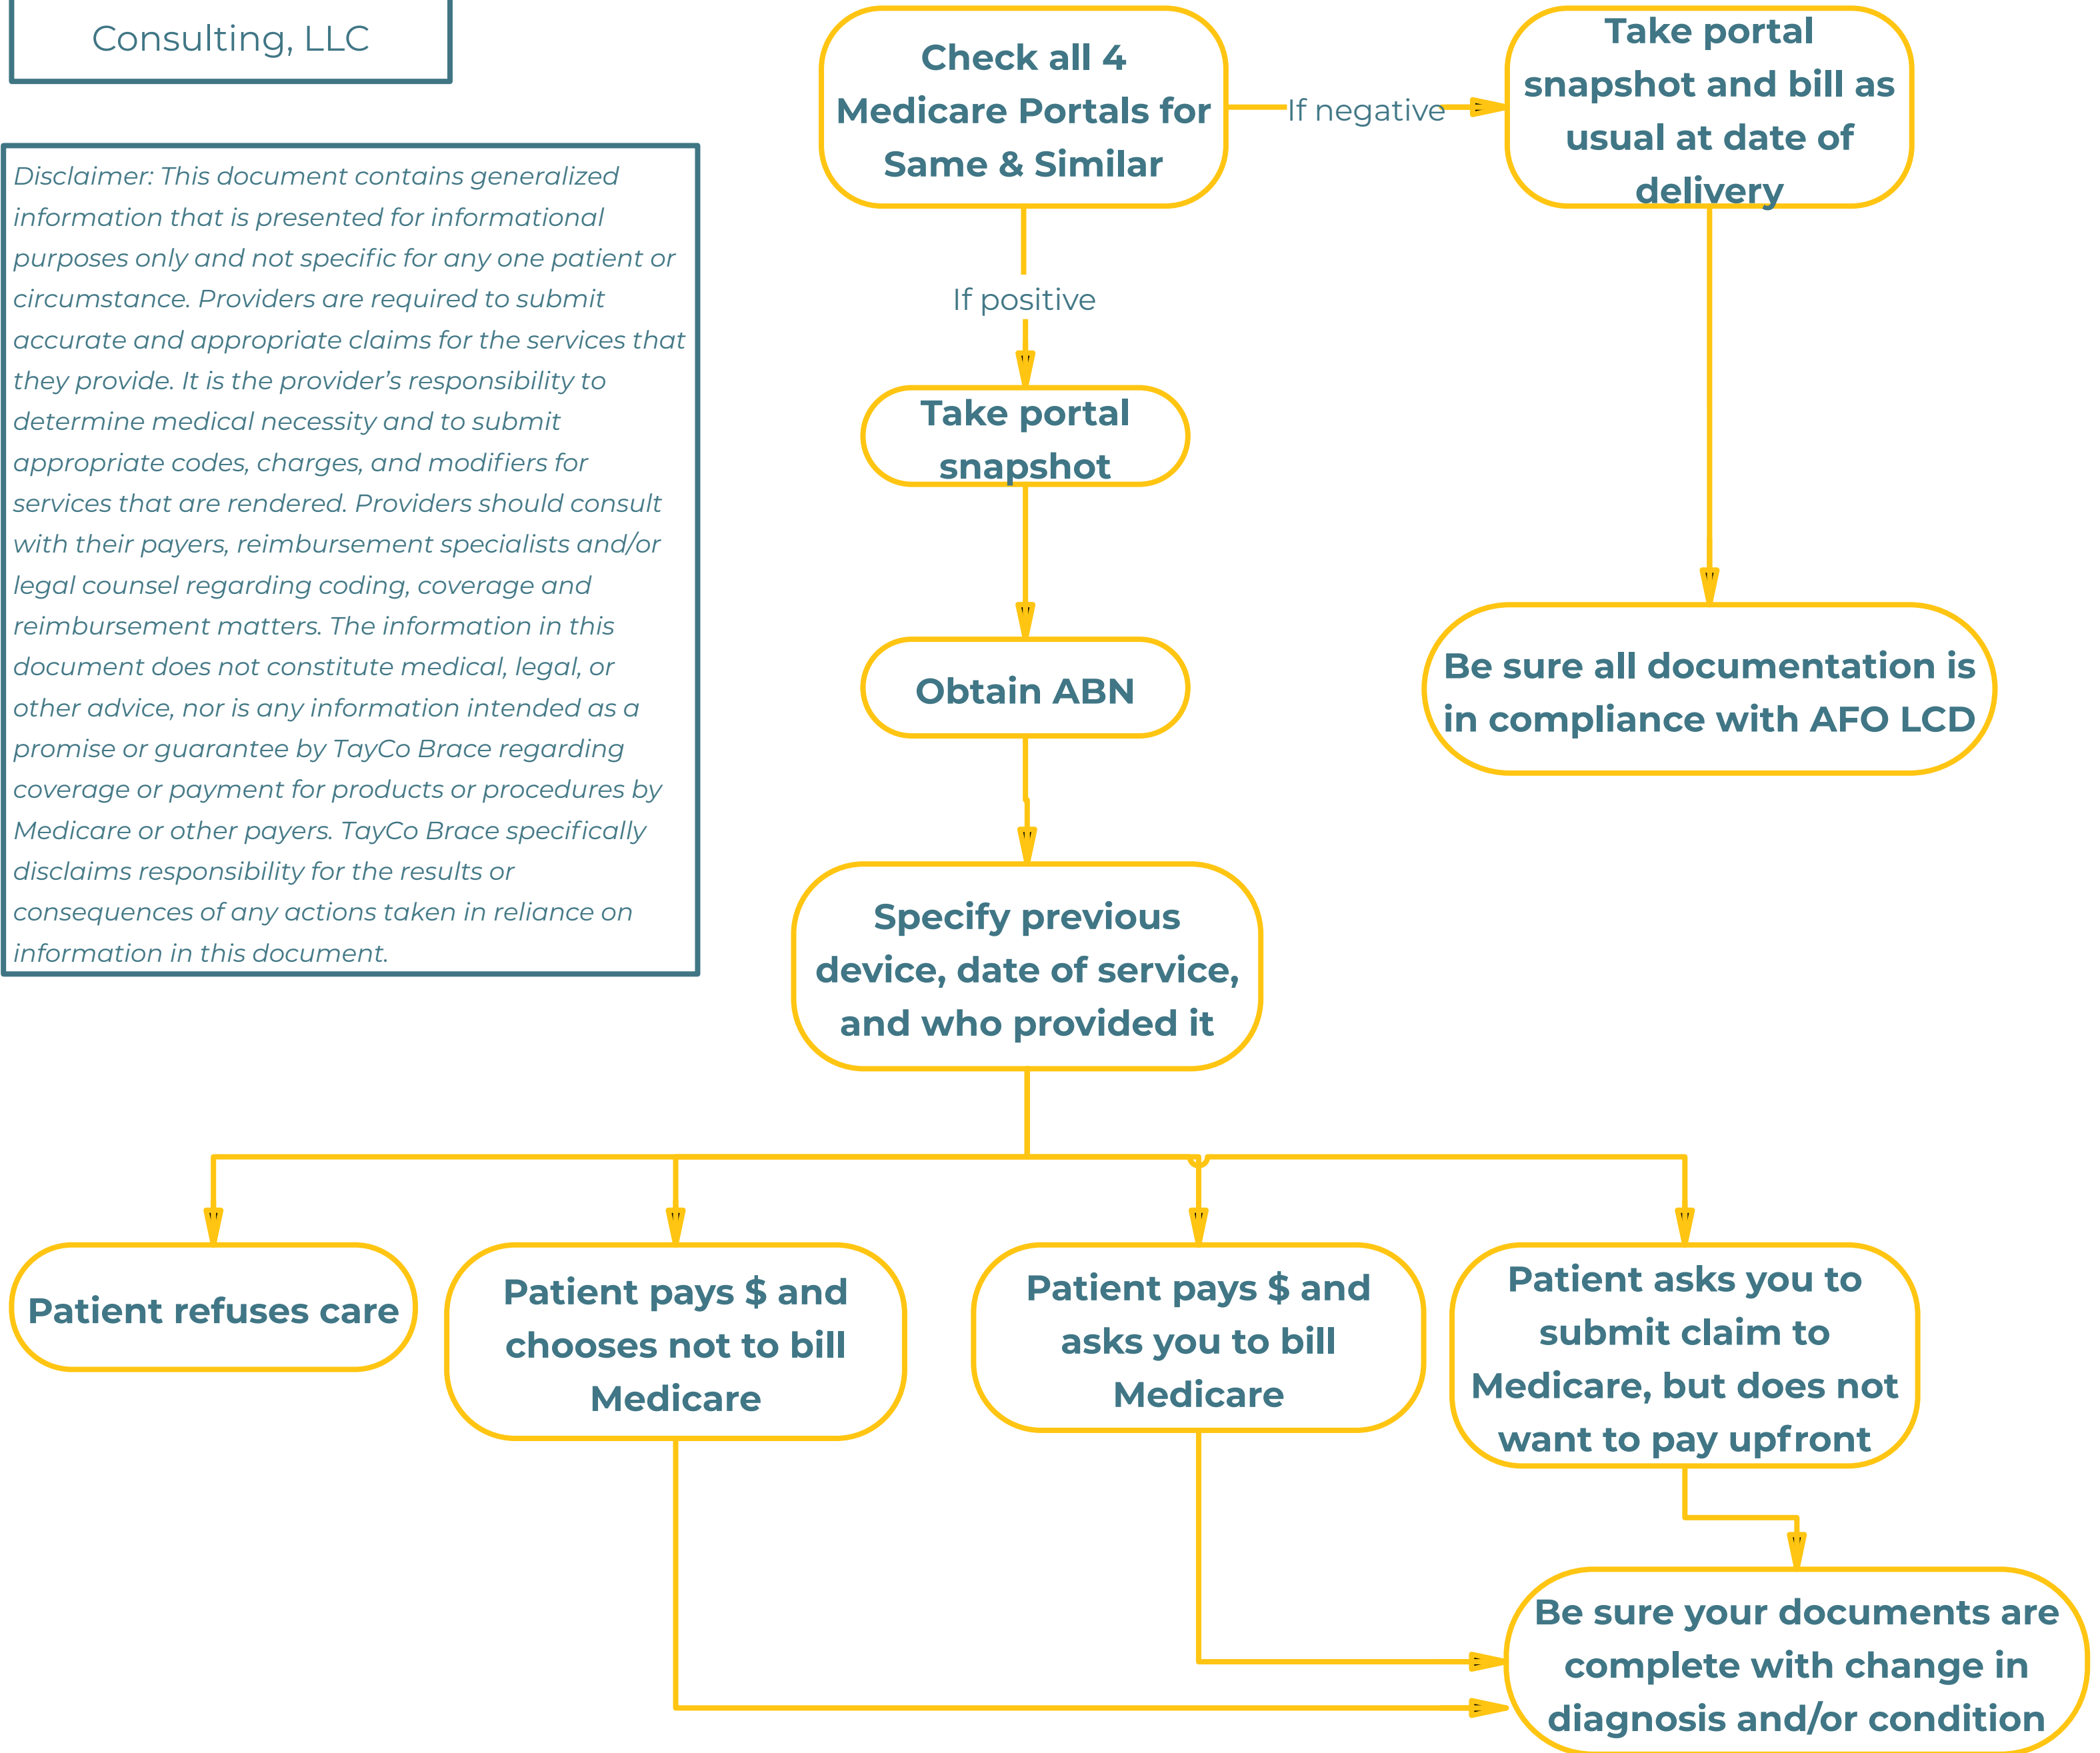 Consulting, LLC
Disclaimer: This document contains generalized
information that is presented for informational
purposes only and not specific for any one patient or
circumstance. Providers are required to submit
accurate and appropriate claims for the services that
they provide. It is the provider’s responsibility to
determine medical necessity and to submit
appropriate codes, charges, and modifiers for
services that are rendered. Providers should consult
with their payers, reimbursement specialists and/or
legal counsel regarding coding, coverage and
reimbursement matters. The information in this
document does not constitute medical, legal, or
other advice, nor is any information intended as a
promise or guarantee by TayCo Brace regarding
coverage or payment for products or procedures by
Medicare or other payers. TayCo Brace specifically
disclaims responsibility for the results or
consequences of any actions taken in reliance on
information in this document.
Check all 4
Medicare Portals for
Same & Similar
If negative
Take portal
snapshot and bill as
usual at date of
delivery
If positive
Take portal
snapshot
Obtain ABN
Be sure all documentation is
in compliance with AFO LCD
Specify previous
device, date of service,
and who provided it
Patient refuses care
Patient pays $ and
chooses not to bill
Medicare
Patient pays $ and
asks you to bill
Medicare
Patient asks you to
submit claim to
Medicare, but does not
want to pay upfront
Be sure your documents are
complete with change in
diagnosis and/or condition